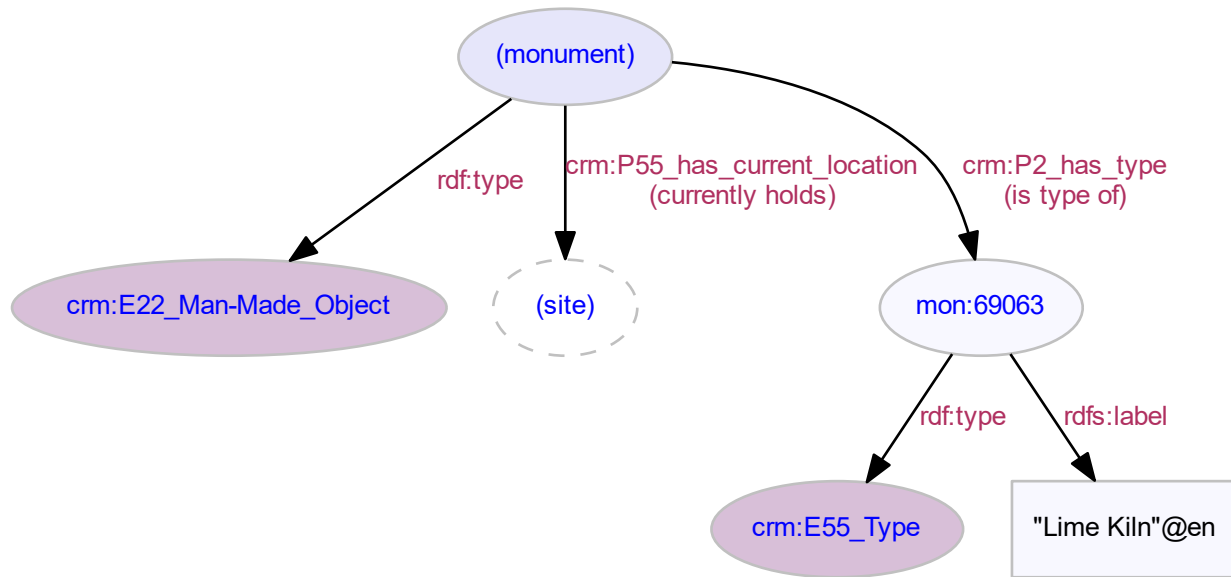 (monument)
rdf:type
crm:P55_has_current_location
(currently holds)
crm:P2_has_type
(is type of)
crm:E22_Man-Made_Object
(site)
mon:69063
rdf:type
rdfs:label
crm:E55_Type
"Lime Kiln"@en